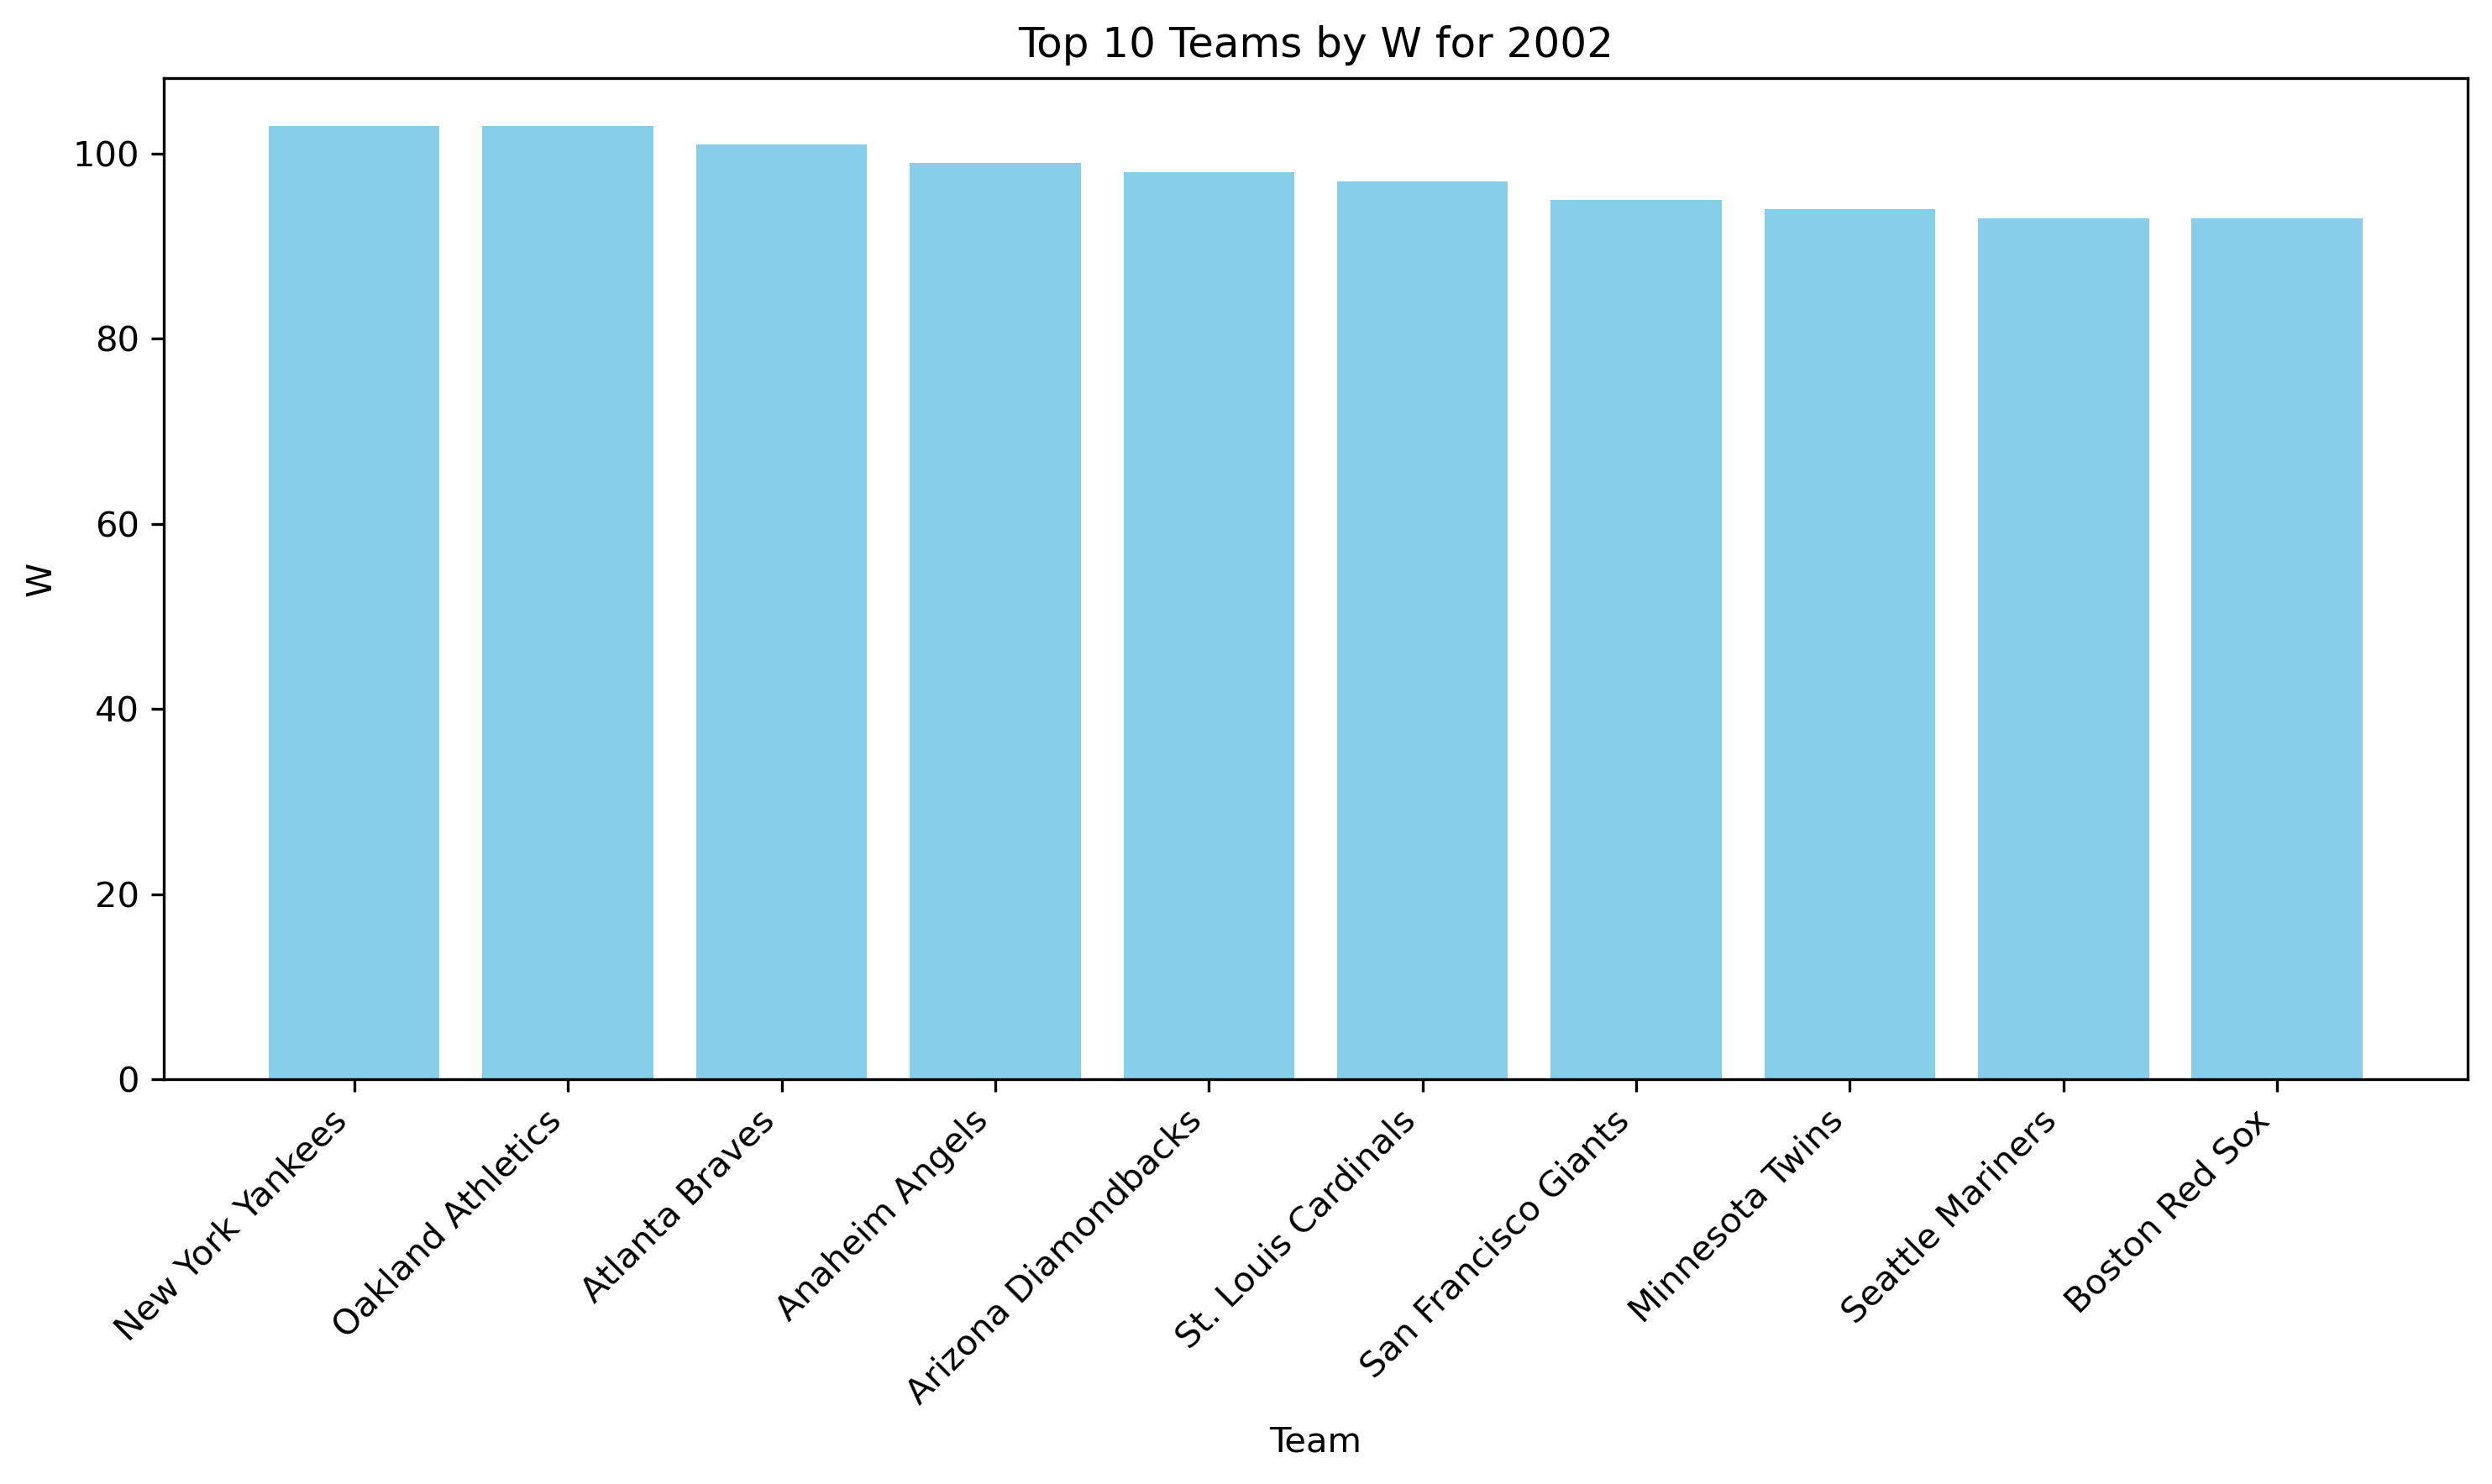 Top 10 Teams by W for 2002
W
100
80
60
40
20
0
New York Yankees
Oakland Athletics
Atlanta Braves
Anaheim Angels
Arizona Diamondbacks
St. Louis Cardinals
San Francisco Giants
Minnesota Twins
Seattle Mariners
Boston Red Sox
Team